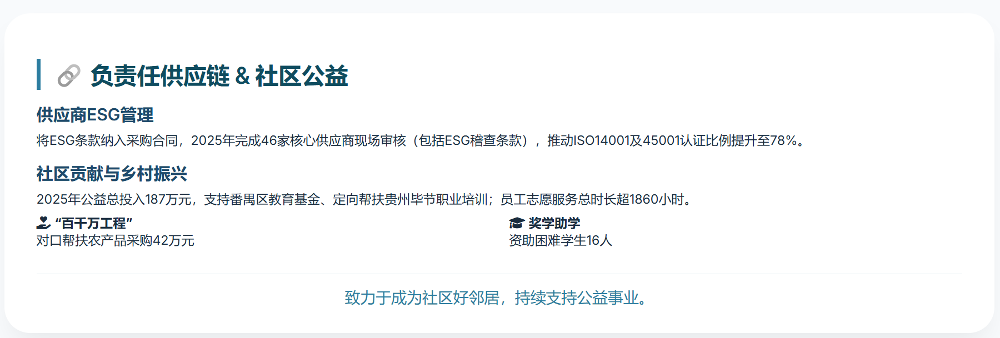 负责任供应链 & 社区公益
供应商ESG管理
将ESG条款纳入采购合同，2025年完成46家核心供应商现场审核（包括ESG稽查条款），推动ISO14001及45001认证比例提升至78%。
社区贡献与乡村振兴
2025年公益总投入187万元，支持番禺区教育基金、定向帮扶贵州毕节职业培训；员工志愿服务总时长超1860小时。
“百千万工程”
对口帮扶农产品采购42万元
奖学助学
资助困难学生16人
致力于成为社区好邻居，持续支持公益事业。